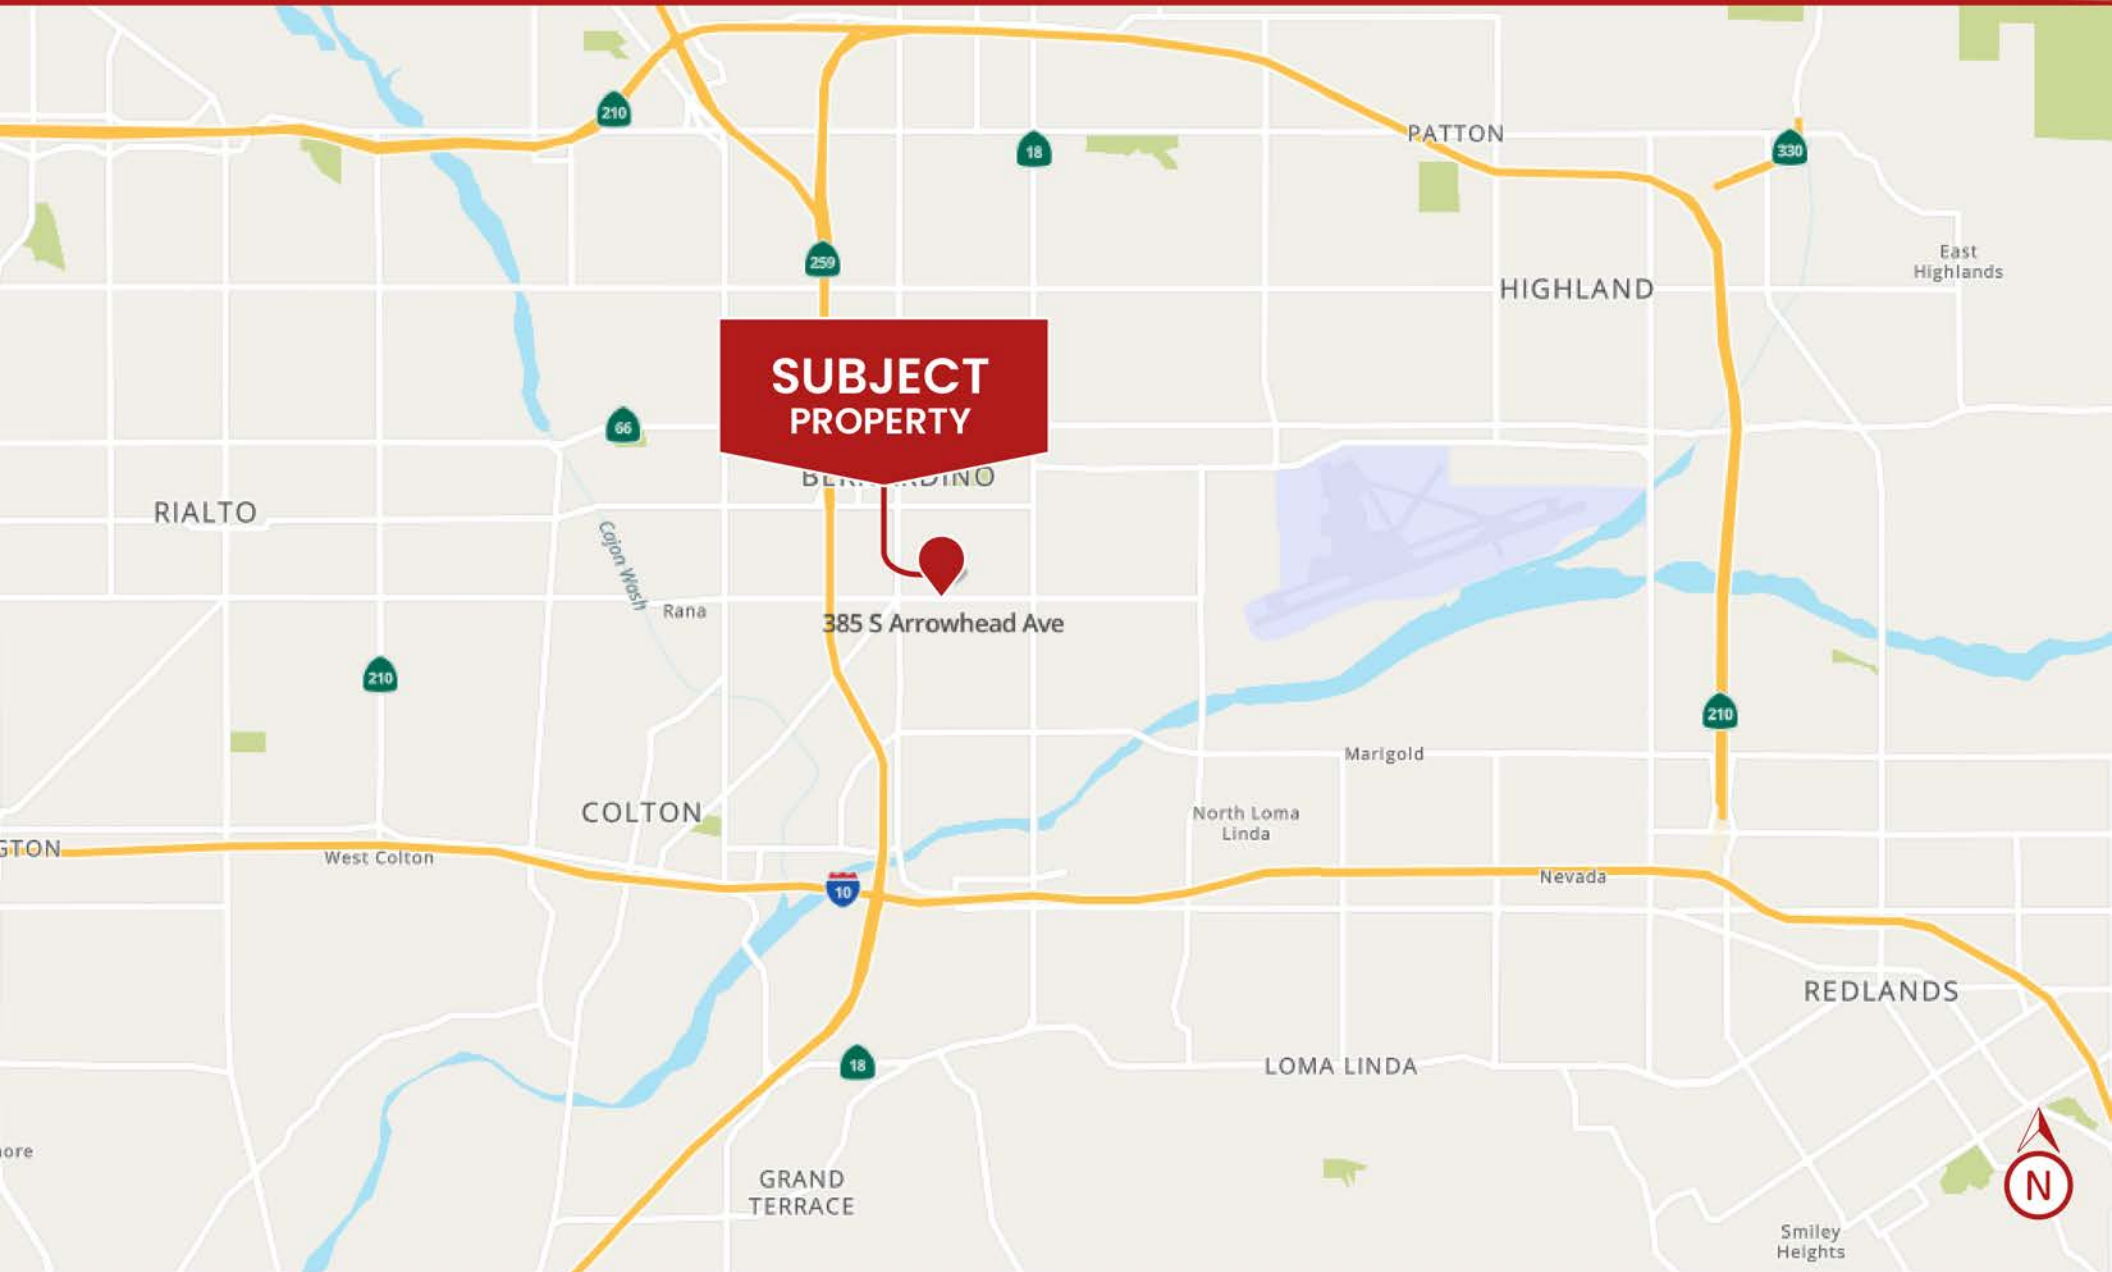 210
18
PATTON
330
259
East
Highlands
HIGHLAND
SUBJECT
PROPERTY
66
RIALTO
Cajon Wash
Rana
385 S Arrowhead Ave
210
210
Marigold
COLTON
North Loma
Linda
GTON
West Colton
10
Nevada
REDLANDS
18
LOMA LINDA
ore
GRAND
TERRACE
N
Smiley
Heights